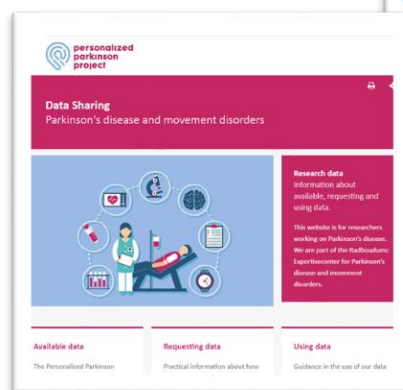 personalized
parkinson
project
Data Sharing
Parkinson's disease and movement disorders
Research data
Information about
available, requesting and
using data.
This website is for researchers
working on Parkinson's disease.
We are part of the Radboudumc
Expertisecenter for Parkinson's
disease and movement
disorders.
Available data
Requesting data
Using data
The Personalized Parkinson
Practical information about how
Guidance in the use of our data